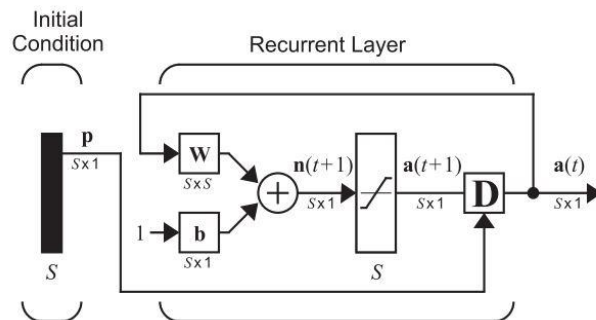 Initial
Condition
Recurrent Layer
p
S x 1
W
S x S
n(t+1)
S x 1
a(t+1)
S x 1
D
a(t)
S x 1
1
b
S x 1
S
S